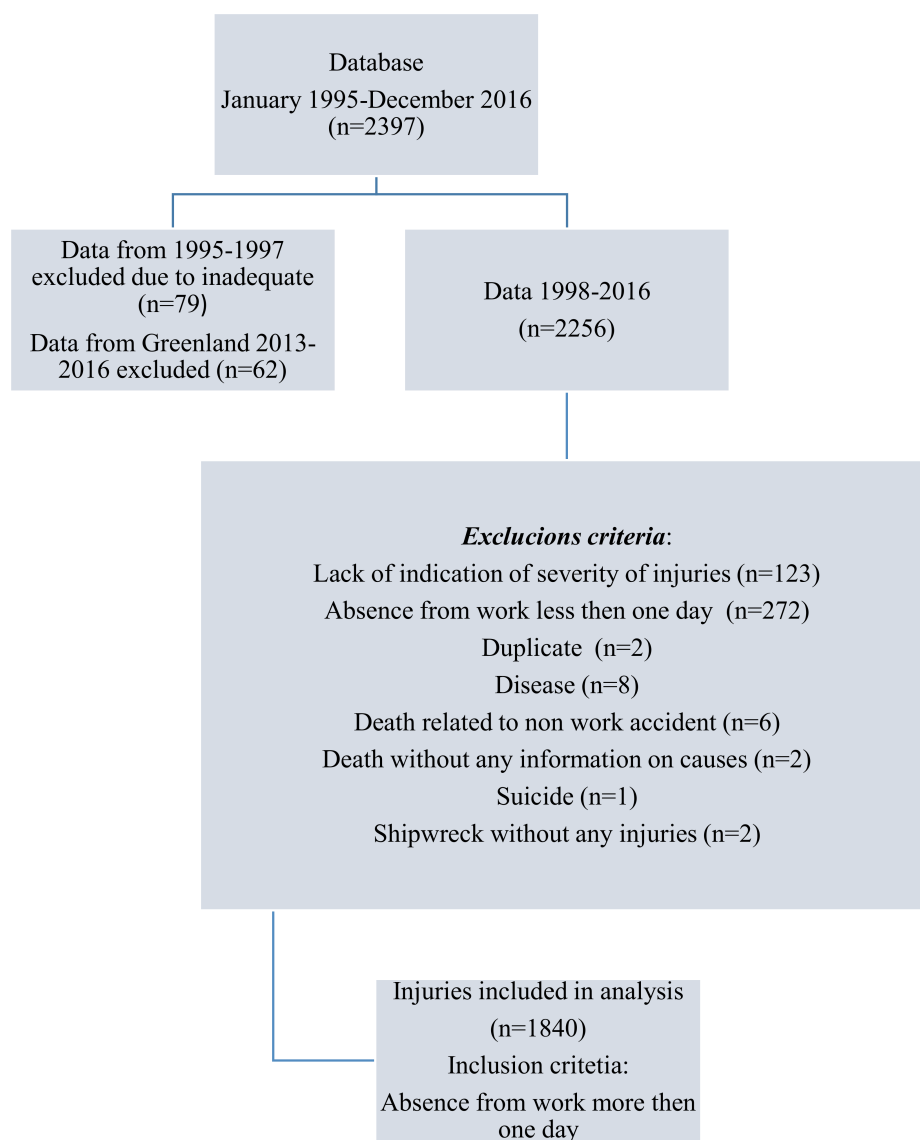 Database
January 1995-December 2016
(n=2397)
Data from 1995-1997
excluded due to inadequate
(n=79)
Data from Greenland 2013-
2016 excluded (n=62)
Data 1998-2016
(n=2256)
Exclucions criteria:
Lack of indication of severity of injuries (n=123)
Absence from work less then one day (n=272)
Duplicate (n=2)
Disease (n=8)
Death related to non work accident (n=6)
Death without any information on causes (n=2)
Suicide (n=1)
Shipwreck without any injuries (n=2)
Injuries included in analysis
(n=1840)
Inclusion critetia:
Absence from work more then
one day